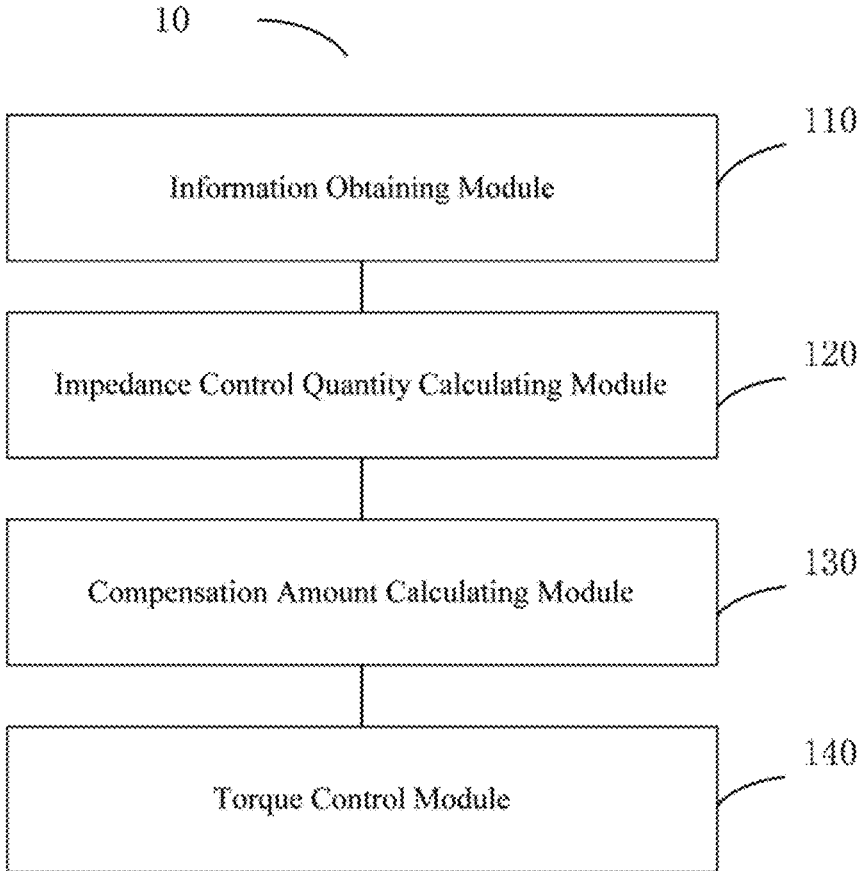 10
110
Information Obtaining Module
120
Impedance Control Quantity Calculating Module
130
Compensation Amount Calculating Module
140
Torque Control Module